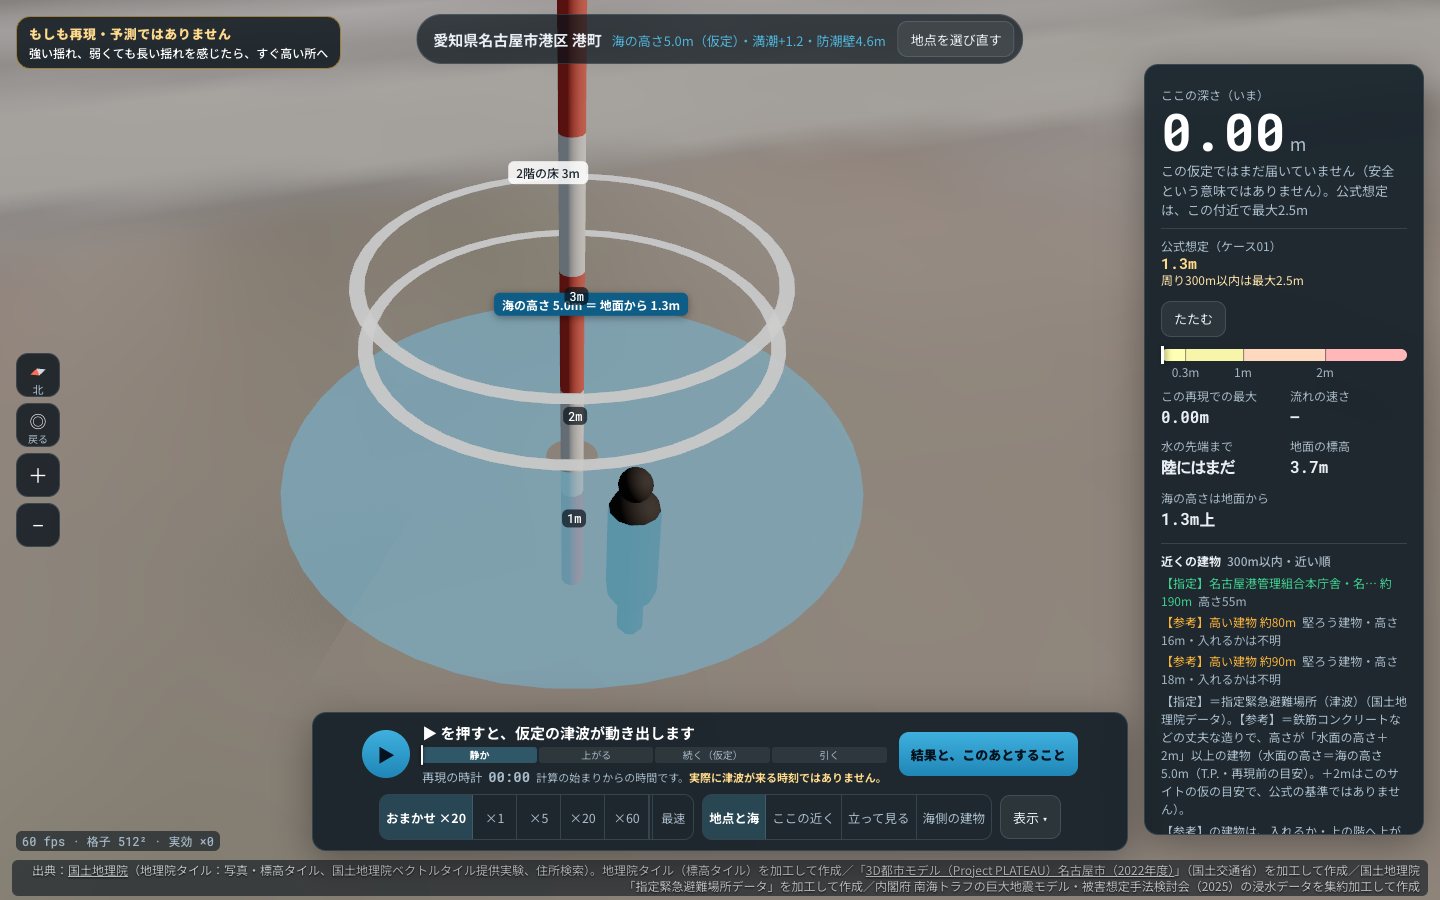 もしも再現・予測ではありません
強い揺れ、弱くても長い揺れを感じたら、すぐ高い所へ
愛知県名古屋市港区 港町 海の高さ5.0m（仮定）・満潮+1.2・防潮壁4.6m 地点を選び直す
2階の床 3m
3m
海の高さ 5.0m ＝ 地面から 1.3m
2m
1m
北
◎
戻る
＋
−
ここの深さ（いま）
0.00 m
この仮定ではまだ届いていません（安全
という意味ではありません）。公式想定
は、この付近で最大2.5m
公式想定（ケース01）
1.3m
周り300m以内は最大2.5m
たたむ
0.3m 1m 2m
この再現での最大 流れの速さ
0.00m −
水の先端まで 地面の標高
陸にはまだ 3.7m
海の高さは地面から
1.3m上
近くの建物 300m以内・近い順
【指定】名古屋港管理組合本庁舎・名… 約
190m 高さ55m
【参考】高い建物 約80m 堅ろう建物・高さ
16m・入れるかは不明
【参考】高い建物 約90m 堅ろう建物・高さ
18m・入れるかは不明
【指定】＝指定緊急避難場所（津波）（国土地
理院データ）。【参考】＝鉄筋コンクリートな
どの丈夫な造りで、高さが「水面の高さ＋
2m」以上の建物（水面の高さ＝海の高さ
5.0m（T.P.・再現前の目安）。＋2mはこのサ
イトの仮の目安で、公式の基準ではありませ
ん）。
【参考】の建物は、入れるか・上の階へ上が
▶ を押すと、仮定の津波が動き出します
静か 上がる 続く（仮定） 引く
再現の時計 00:00 計算の始まりからの時間です。実際に津波が来る時刻ではありません。
結果と、このあとすること
おまかせ ×20 ×1 ×5 ×20 ×60 最速 地点と海 ここの近く 立って見る 海側の建物 表示 ▾
60 fps · 格子 512² · 実効 ×0
出典：国土地理院（地理院タイル：写真・標高タイル、国土地理院ベクトルタイル提供実験、住所検索）。地理院タイル（標高タイル）を加工して作成／「3D都市モデル（Project PLATEAU）名古屋市（2022年度）」（国土交通省）を加工して作成／国土地理院
「指定緊急避難場所データ」を加工して作成／内閣府 南海トラフの巨大地震モデル・被害想定手法検討会（2025）の浸水データを集約加工して作成